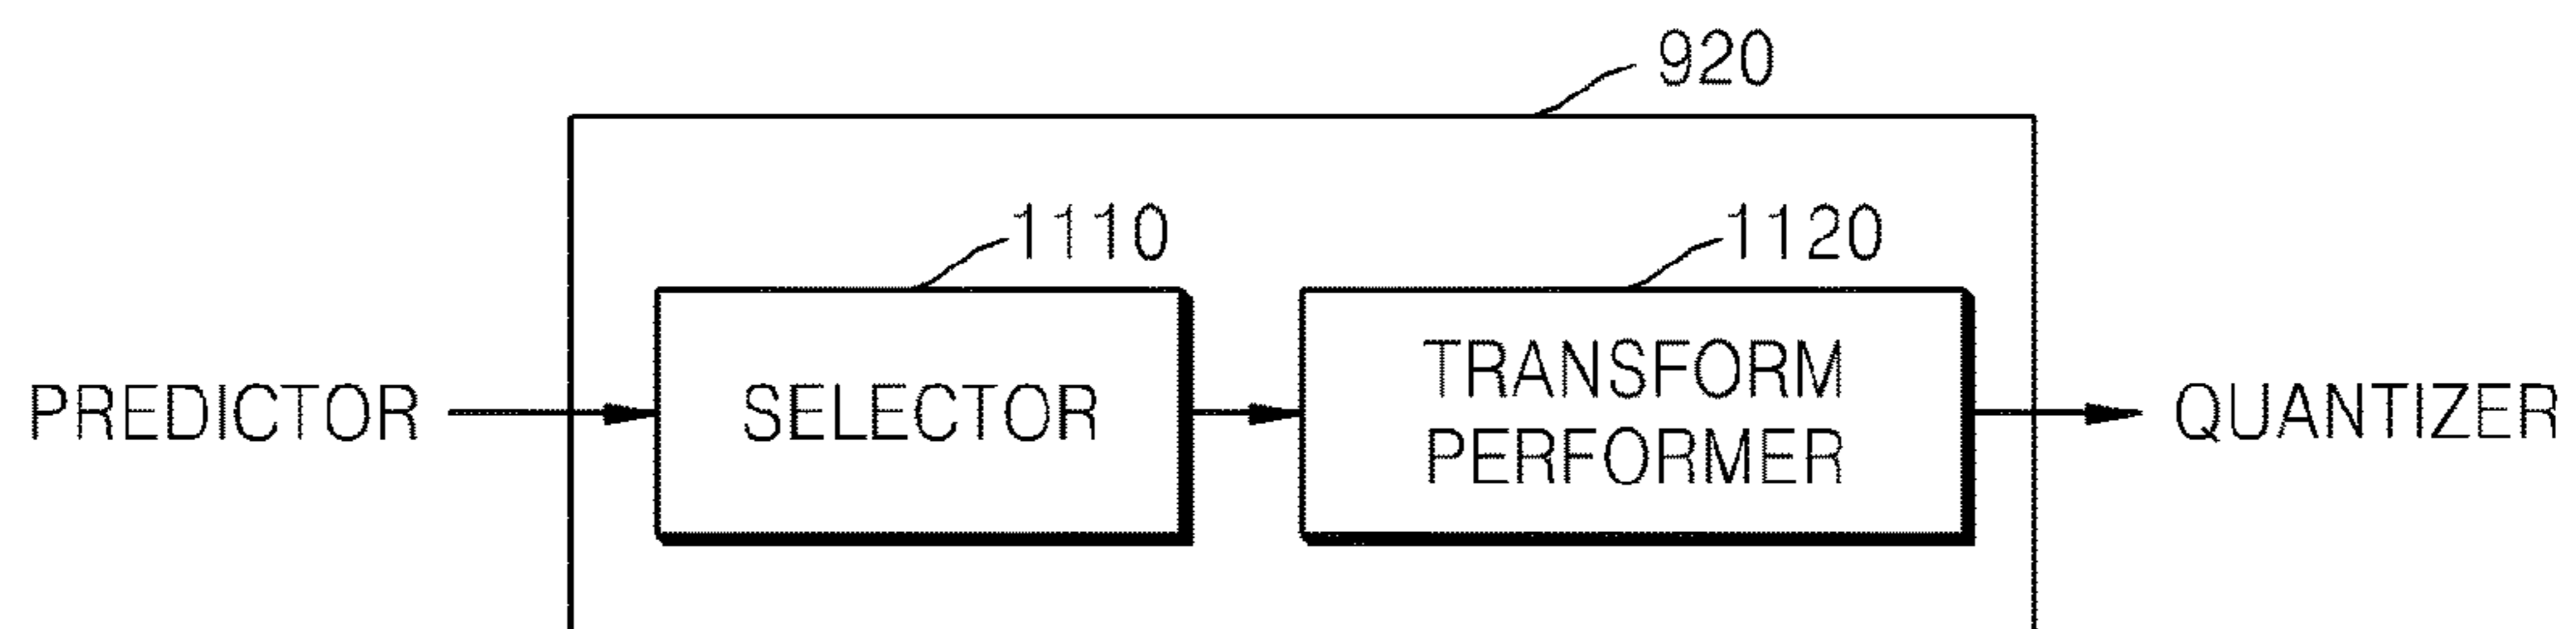 920
1110
1120
PREDICTOR
SELECTOR
TRANSFORM
PERFORMER
QUANTIZER